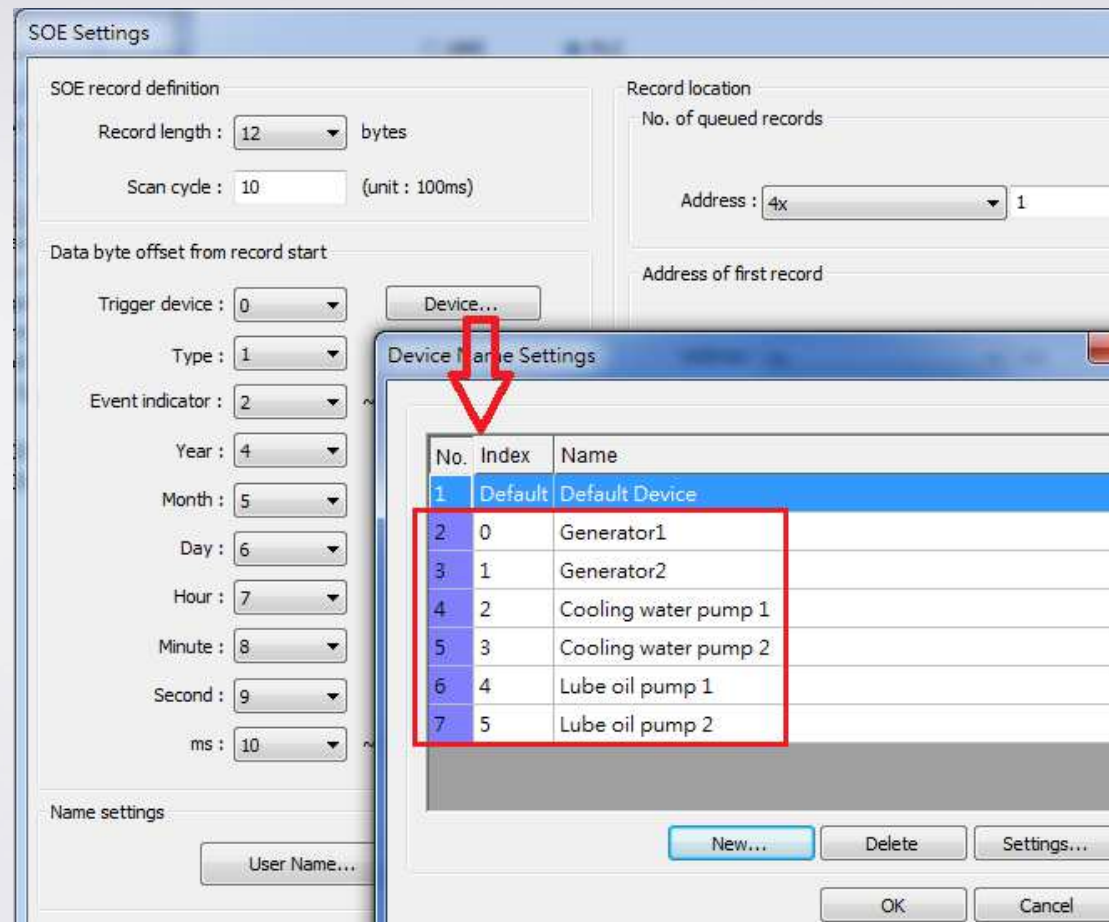 SOE Settings
SOE record definition
Record length : 12 bytes
Scan cycle : 10 (unit : 100ms)
Record location
No. of queued records
Address : 4x 1
Data byte offset from record start
Address of first record
Trigger device : 0 Device...
Type : 1
Event indicator : 2 ~
Year : 4
Month : 5
Day : 6
Hour : 7
Minute : 8
Second : 9
ms : 10 ~
Name settings
User Name...
Device Name Settings
No. Index Name
1 Default Default Device
2 0 Generator1
3 1 Generator2
4 2 Cooling water pump 1
5 3 Cooling water pump 2
6 4 Lube oil pump 1
7 5 Lube oil pump 2
New... Delete Settings...
OK Cancel